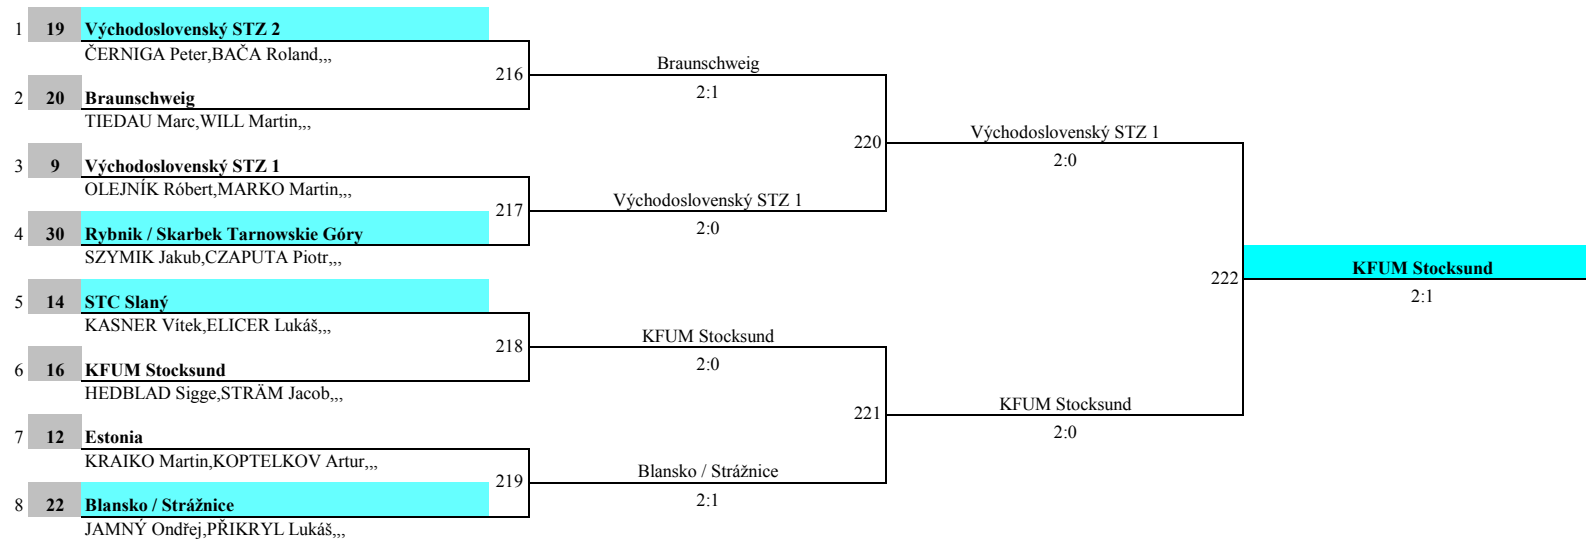 1 19 Východoslovenský STZ 2
ČERNIGA Peter,BAČA Roland,,,
216
Braunschweig
2:1
2 20 Braunschweig
TIEDAU Marc,WILL Martin,,,
220
Východoslovenský STZ 1
2:0
3 9 Východoslovenský STZ 1
OLEJNÍK Róbert,MARKO Martin,,,
217
Východoslovenský STZ 1
2:0
4 30 Rybnik / Skarbek Tarnowskie Góry
SZYMIK Jakub,CZAPUTA Piotr,,,
222
KFUM Stocksund
2:1
5 14 STC Slaný
KASNER Vítek,ELICER Lukáš,,,
218
KFUM Stocksund
2:0
6 16 KFUM Stocksund
HEDBLAD Sigge,STRÄM Jacob,,,
221
KFUM Stocksund
2:0
7 12 Estonia
KRAIKO Martin,KOPTELKOV Artur,,,
219
Blansko / Strážnice
2:1
8 22 Blansko / Strážnice
JAMNÝ Ondřej,PŘIKRYL Lukáš,,,